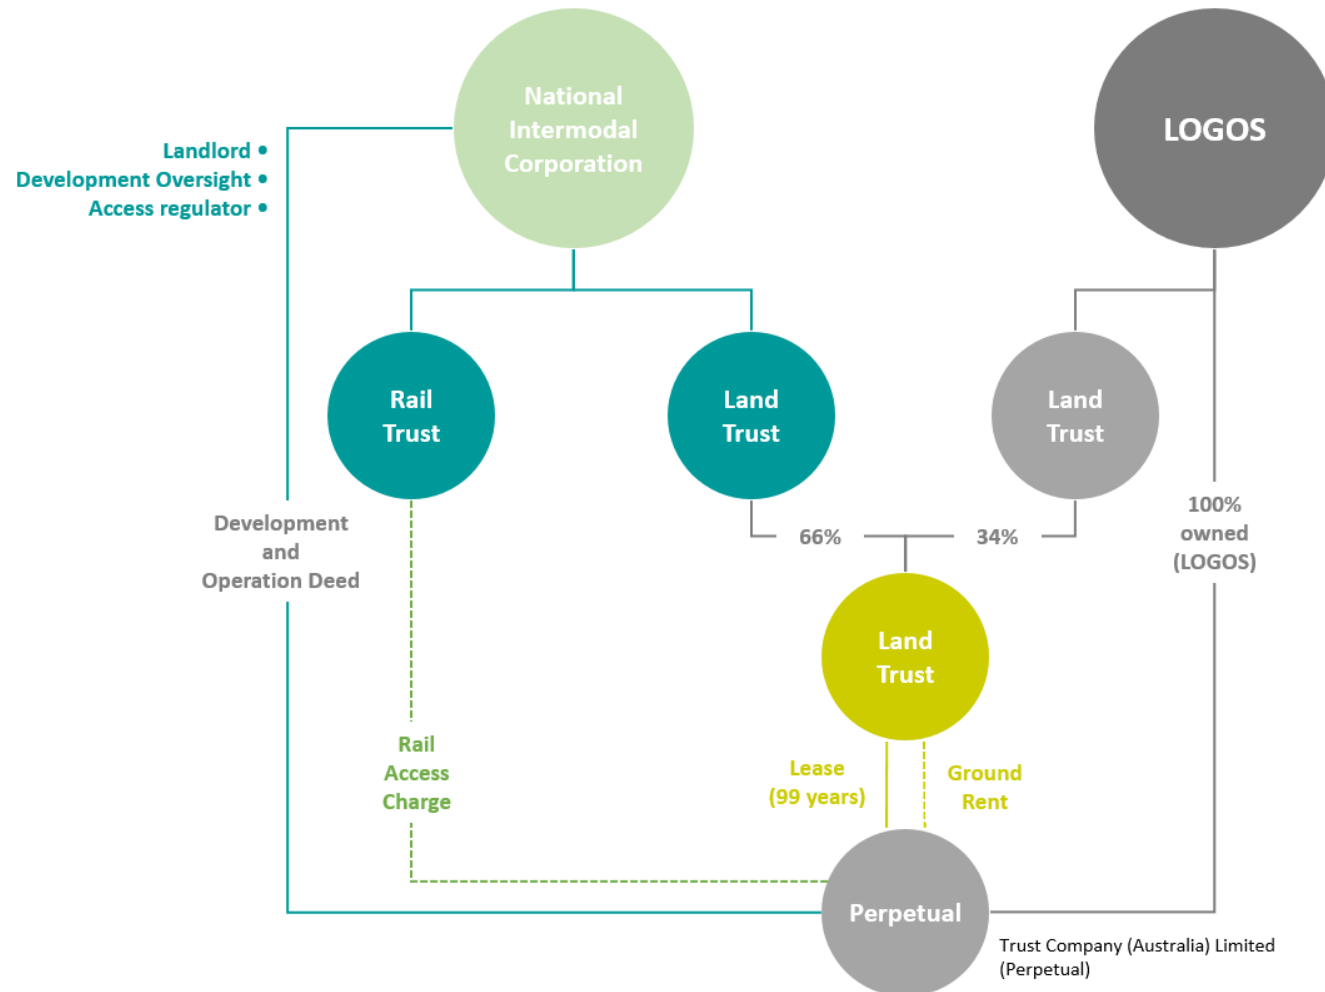 National
Intermodal
Corporation
LOGOS
Landlord •
Development Oversight •
Access regulator •
Rail
Trust
Land
Trust
Land
Trust
Development
and
Operation Deed
66%
34%
100%
owned
(LOGOS)
Land
Trust
Rail
Access
Charge
Lease
(99 years)
Ground
Rent
Perpetual
Trust Company (Australia) Limited
(Perpetual)